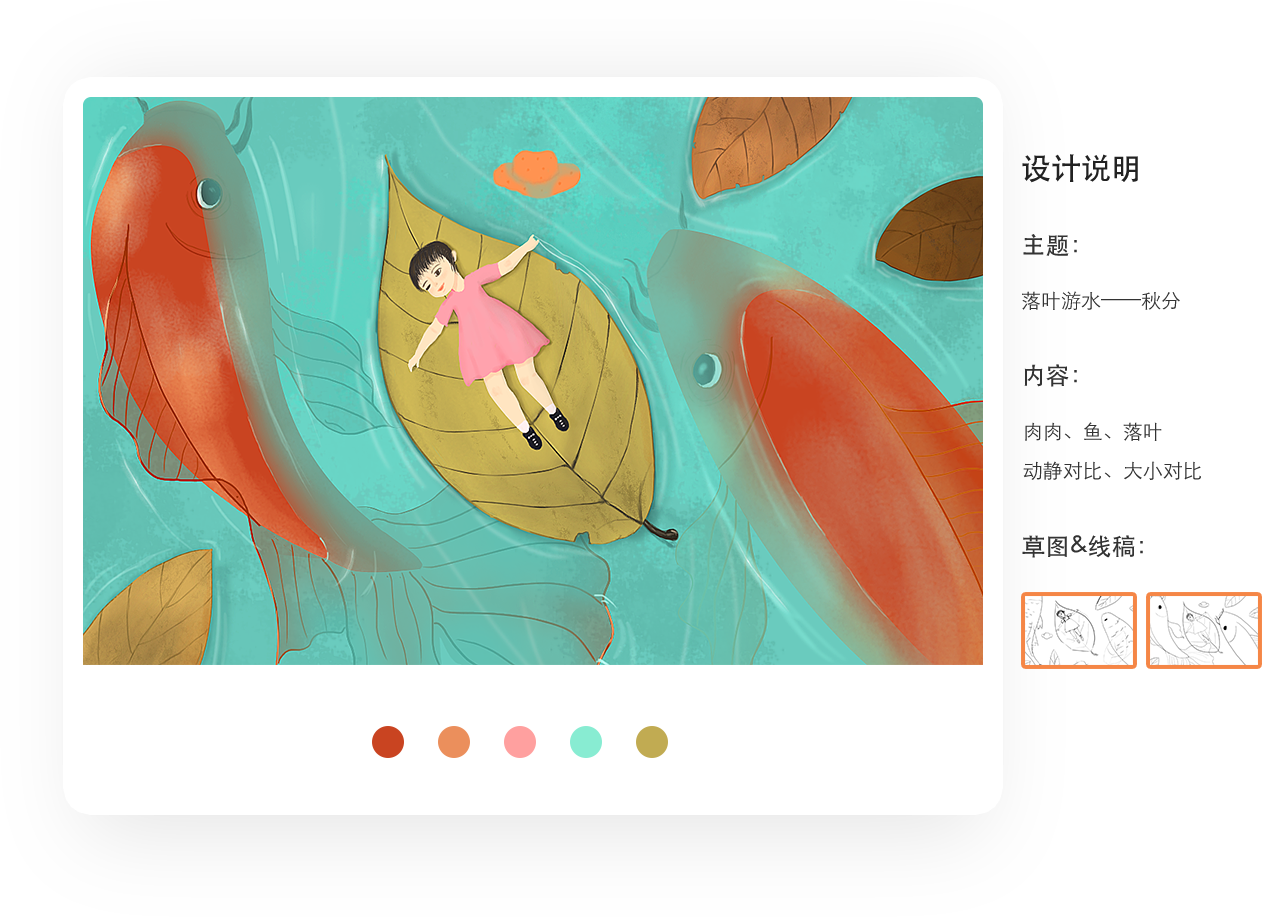 设计说明
主题：
落叶游水——秋分
内容：
肉肉、鱼、落叶
动静对比、大小对比
草图&线稿：